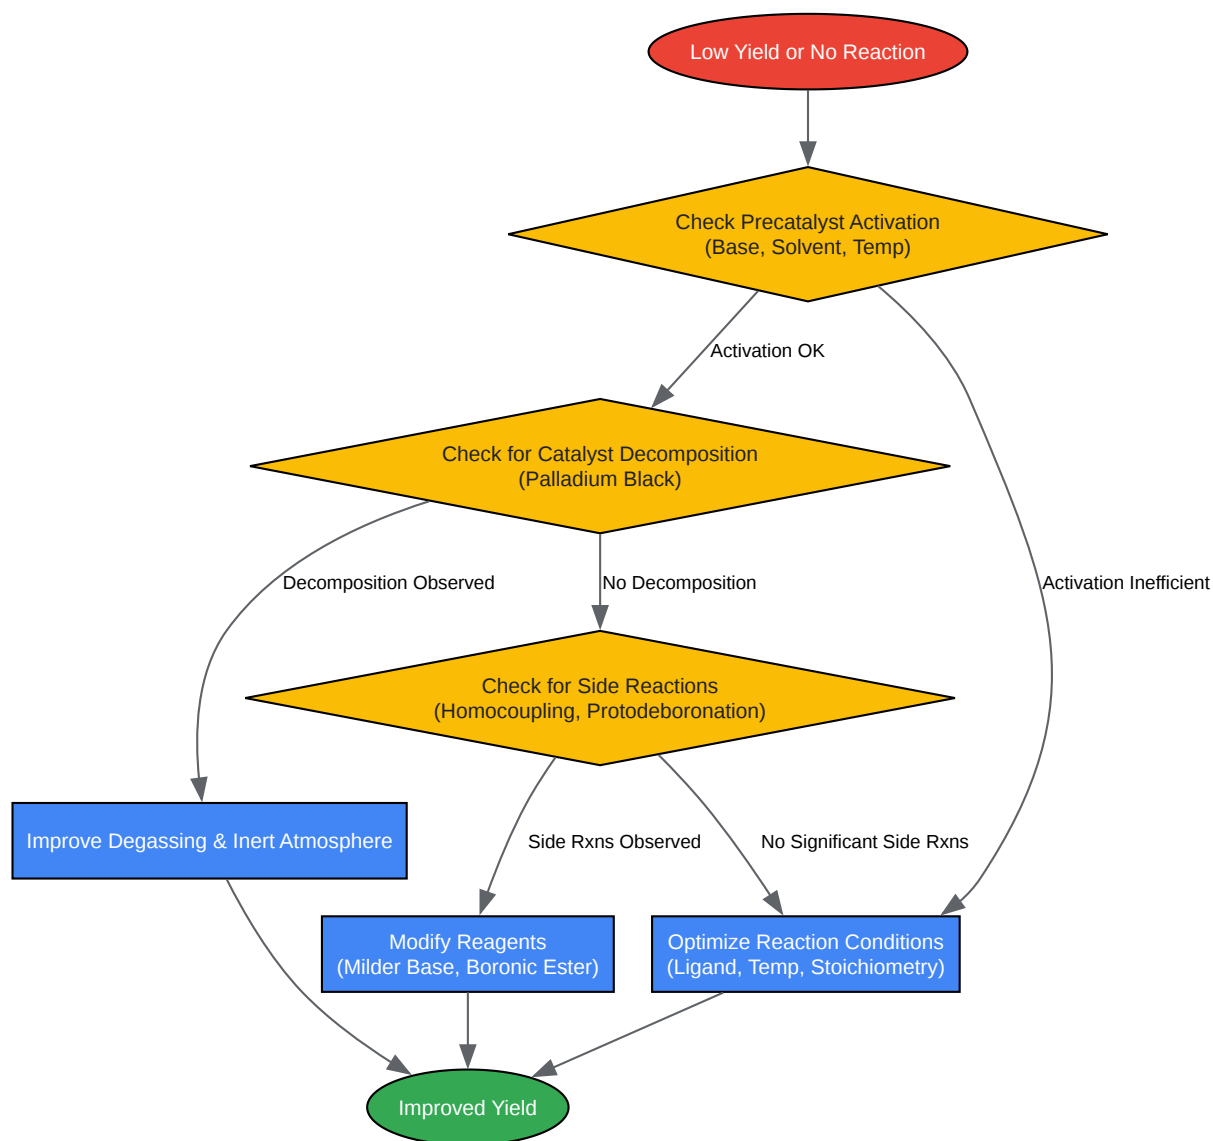 Low Yield or No Reaction
Check Precatalyst Activation
(Base, Solvent, Temp)
Activation OK
Check for Catalyst Decomposition
(Palladium Black)
Decomposition Observed
No Decomposition
Activation Inefficient
Check for Side Reactions
(Homocoupling, Protodeboronation)
Improve Degassing & Inert Atmosphere
Side Rxns Observed
No Significant Side Rxns
Modify Reagents
(Milder Base, Boronic Ester)
Optimize Reaction Conditions
(Ligand, Temp, Stoichiometry)
Improved Yield